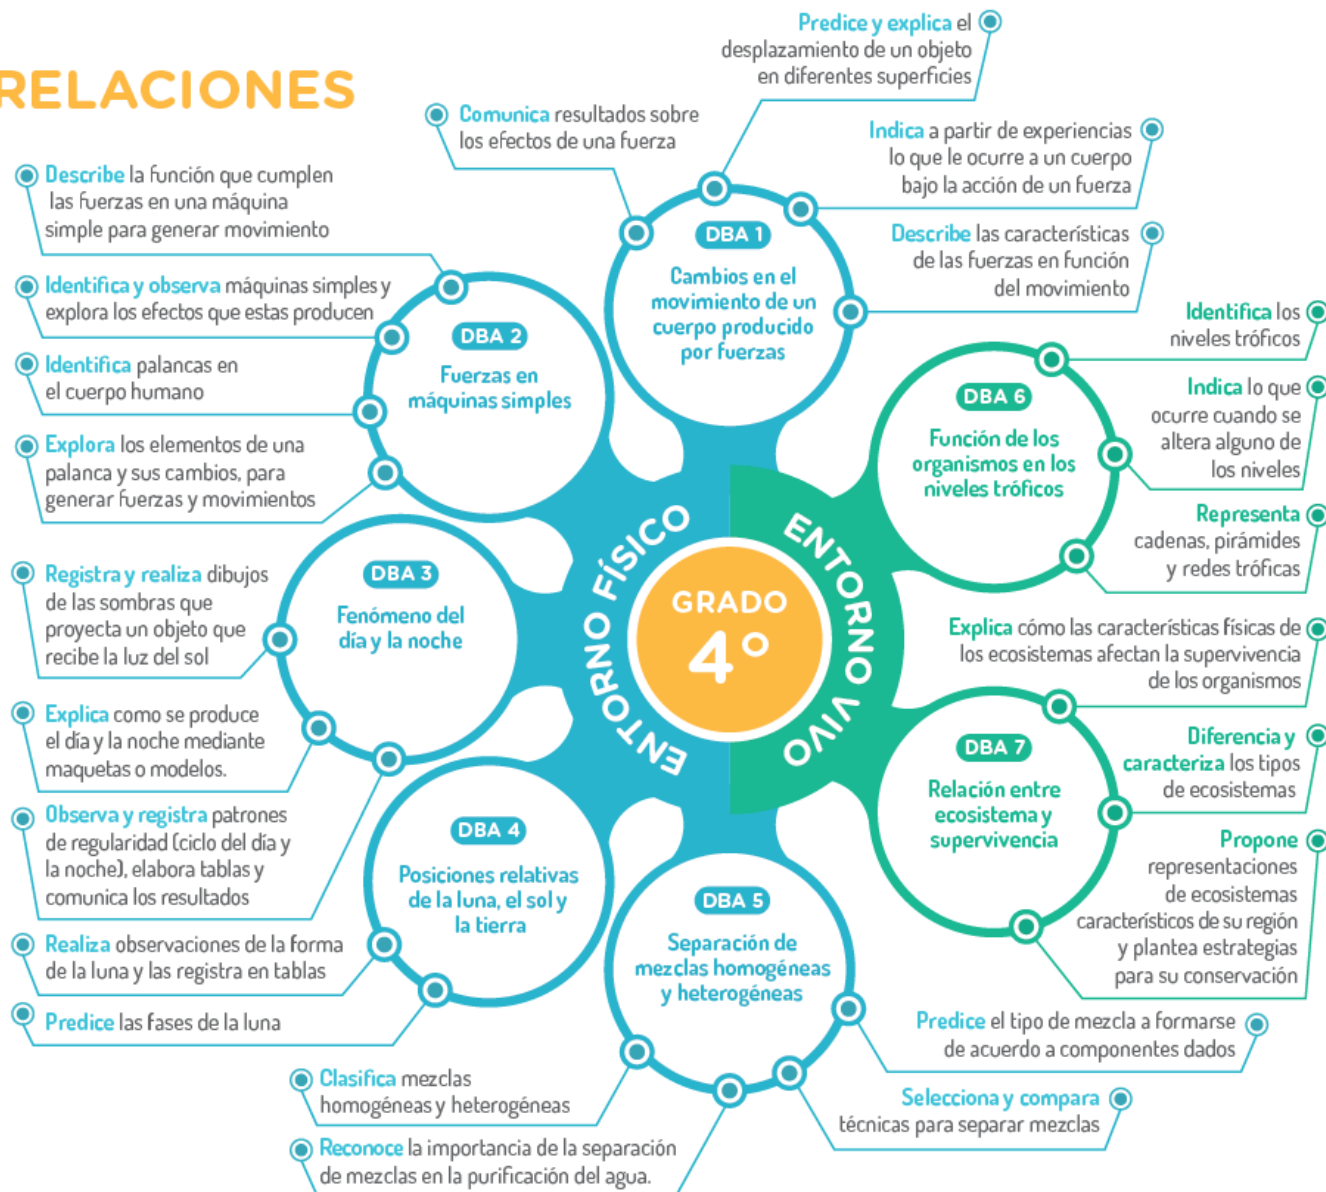 RELACIONES
Predice y explica el
desplazamiento de un objeto
en diferentes superficies
Comunica resultados sobre
los efectos de una fuerza
Indica a partir de experiencias
lo que le ocurre a un cuerpo
bajo la acción de un fuerza
Describe las características
de las fuerzas en función
del movimiento
DBA 1
Cambios en el
movimiento de un
cuerpo producido
por fuerzas
Describe la función que cumplen
las fuerzas en una máquina
simple para generar movimiento
Identifica y observa máquinas simples y
explora los efectos que estas producen
Identifica palancas en
el cuerpo humano
Explora los elementos de una
palanca y sus cambios, para
generar fuerzas y movimientos
DBA 2
Fuerzas en
máquinas simples
Registra y realiza dibujos
de las sombras que
proyecta un objeto que
recibe la luz del sol
Explica como se produce
el día y la noche mediante
maquetas o modelos.
Observa y registra patrones
de regularidad (ciclo del día y
la noche), elabora tablas y
comunica los resultados
DBA 3
Fenómeno del
día y la noche
Realiza observaciones de la forma
de la luna y las registra en tablas
Predice las fases de la luna
DBA 4
Posiciones relativas
de la luna, el sol y
la tierra
DBA 5
Separación de
mezclas homogéneas
y heterogéneas
Clasifica mezclas
homogéneas y heterogéneas
Reconoce la importancia de la separación
de mezclas en la purificación del agua.
Selecciona y compara
técnicas para separar mezclas
Predice el tipo de mezcla a formarse
de acuerdo a componentes dados
ENTORNO FÍSICO
GRADO
4°
ENTORNO VIVO
DBA 6
Función de los
organismos en los
niveles tróficos
Identifica los
niveles tróficos
Indica lo que
ocurre cuando se
altera alguno de
los niveles
Representa
cadenas, pirámides
y redes tróficas
DBA 7
Relación entre
ecosistema y
supervivencia
Explica cómo las características físicas de
los ecosistemas afectan la supervivencia
de los organismos
Diferencia y
caracteriza los tipos
de ecosistemas
Propone
representaciones
de ecosistemas
característicos de su región
y plantea estrategias
para su conservación